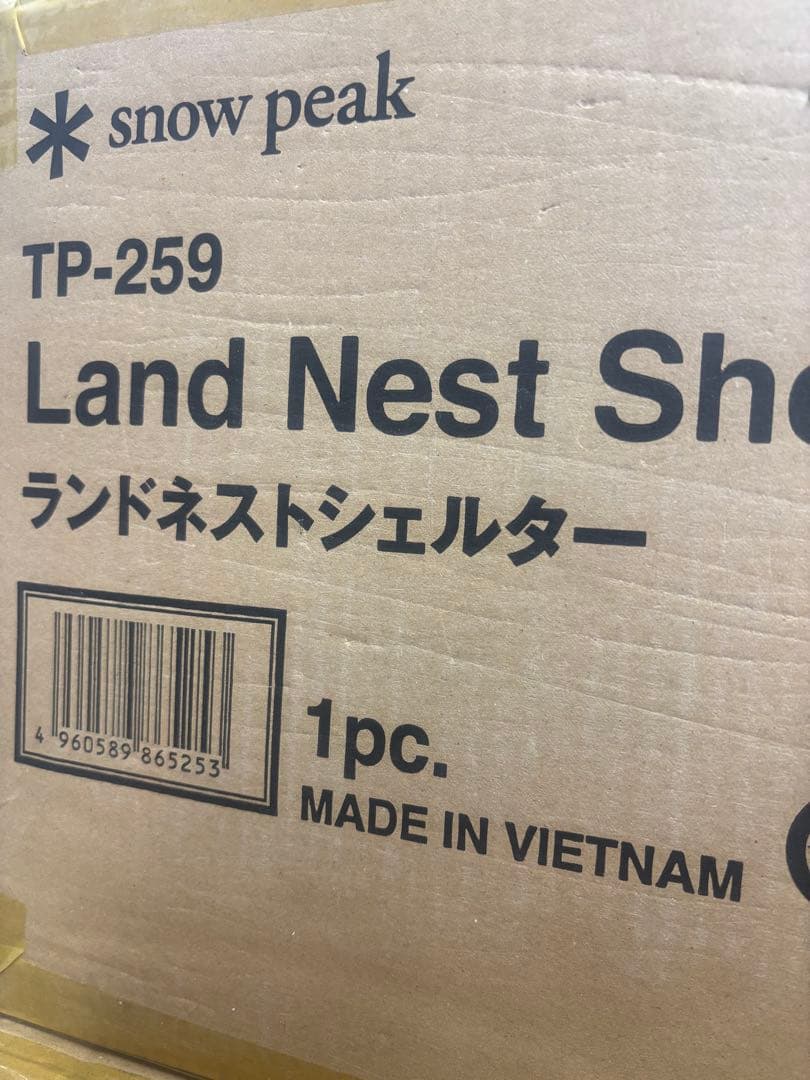 snow peak
TP-259
Land Nest She
ランドネストシェルター
4 960589 865253
1pc.
MADE IN VIETNAM